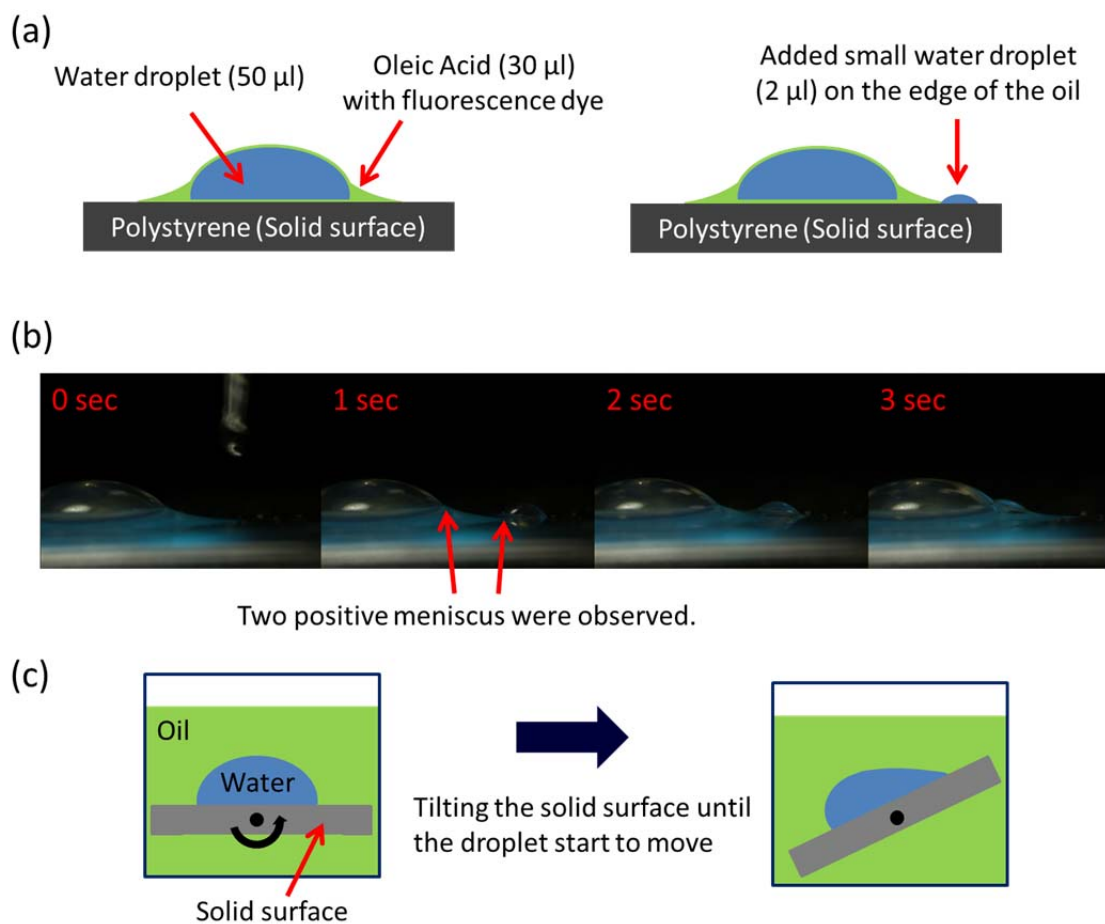 (a)
Water droplet (50 μl)
Oleic Acid (30 μl)
with fluorescence dye
Added small water droplet
(2 μl) on the edge of the oil
Polystyrene (Solid surface)
Polystyrene (Solid surface)
(b)
0 sec
1 sec
2 sec
3 sec
Two positive meniscus were observed.
(c)
Oil
Water
Solid surface
Tilting the solid surface until
the droplet start to move